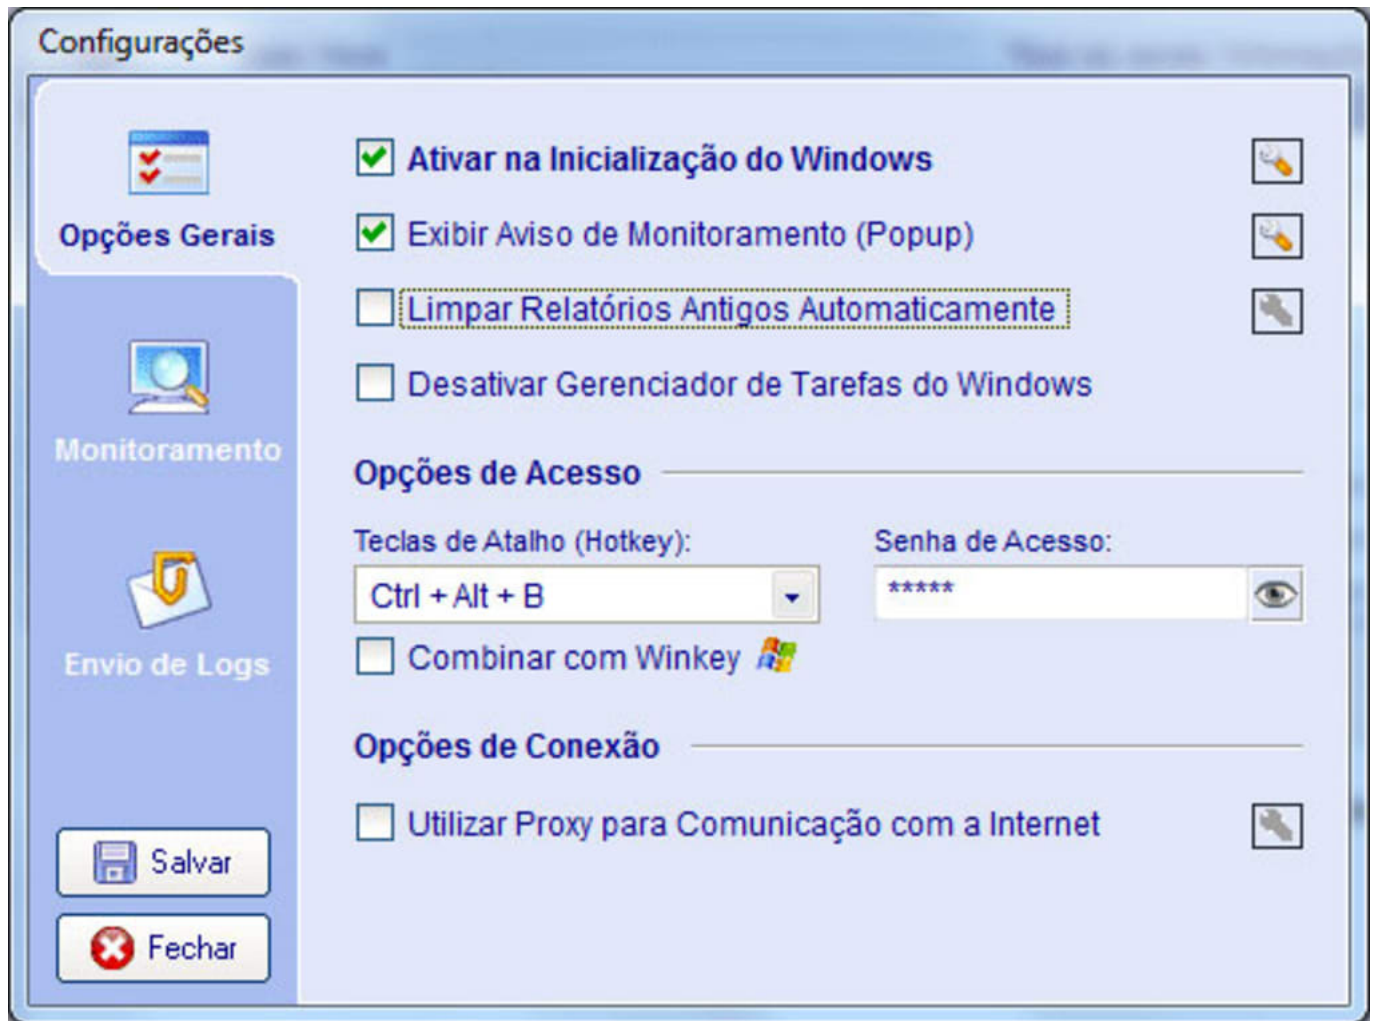 Configurações
Opções Gerais
Monitoramento
Envio de Logs
Salvar
Fechar
Ativar na Inicialização do Windows
Exibir Aviso de Monitoramento (Popup)
Limpar Relatórios Antigos Automaticamente
Desativar Gerenciador de Tarefas do Windows
Opções de Acesso
Teclas de Atalho (Hotkey):
Senha de Acesso:
Ctrl + Alt + B
*****
Combinar com Winkey
Opções de Conexão
Utilizar Proxy para Comunicação com a Internet